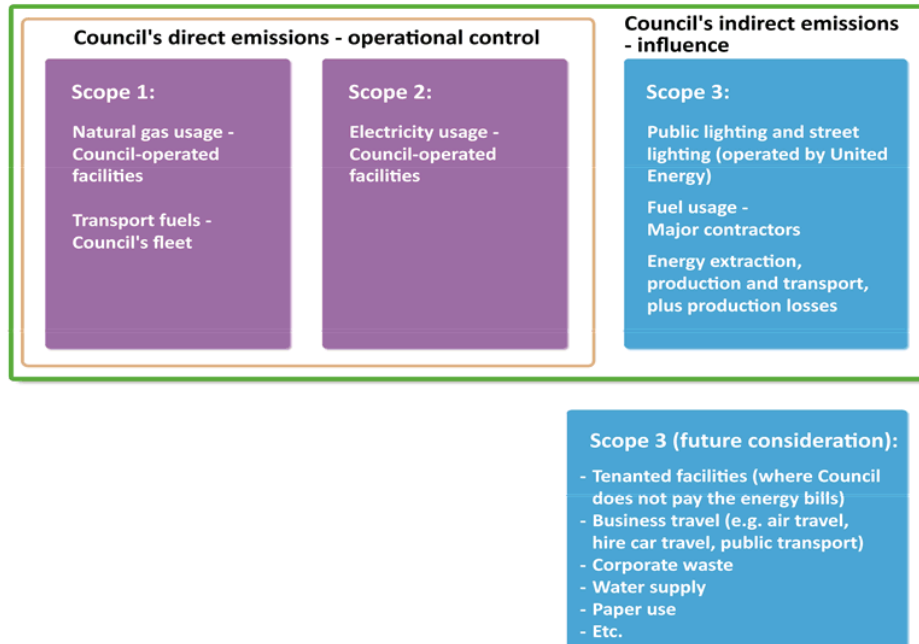 Council's direct emissions - operational control
Scope 1:
Natural gas usage -
Council-operated
facilities
Transport fuels -
Council's fleet
Scope 2:
Electricity usage -
Council-operated
facilities
Council's indirect emissions
- influence
Scope 3:
Public lighting and street
lighting (operated by United
Energy)
Fuel usage -
Major contractors
Energy extraction,
production and transport,
plus production losses
Scope 3 (future consideration):
- Tenanted facilities (where Council
does not pay the energy bills)
- Business travel (e.g. air travel,
hire car travel, public transport)
- Corporate waste
- Water supply
- Paper use
- Etc.